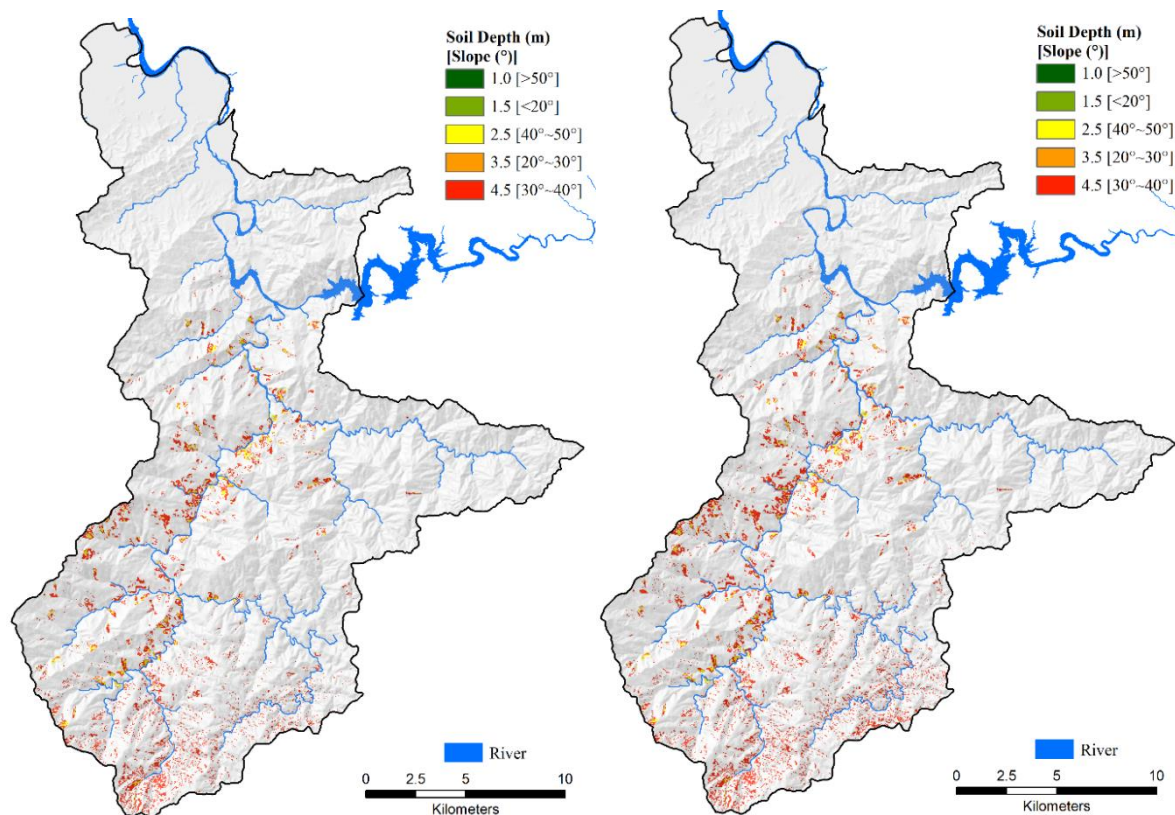 Soil Depth (m)
[Slope (°)]
1.0 [>50°]
1.5 [<20°]
2.5 [40°~50°]
3.5 [20°~30°]
4.5 [30°~40°]
River
0 2.5 5 10
Kilometers
Soil Depth (m)
[Slope (°)]
1.0 [>50°]
1.5 [<20°]
2.5 [40°~50°]
3.5 [20°~30°]
4.5 [30°~40°]
River
0 2.5 5 10
Kilometers